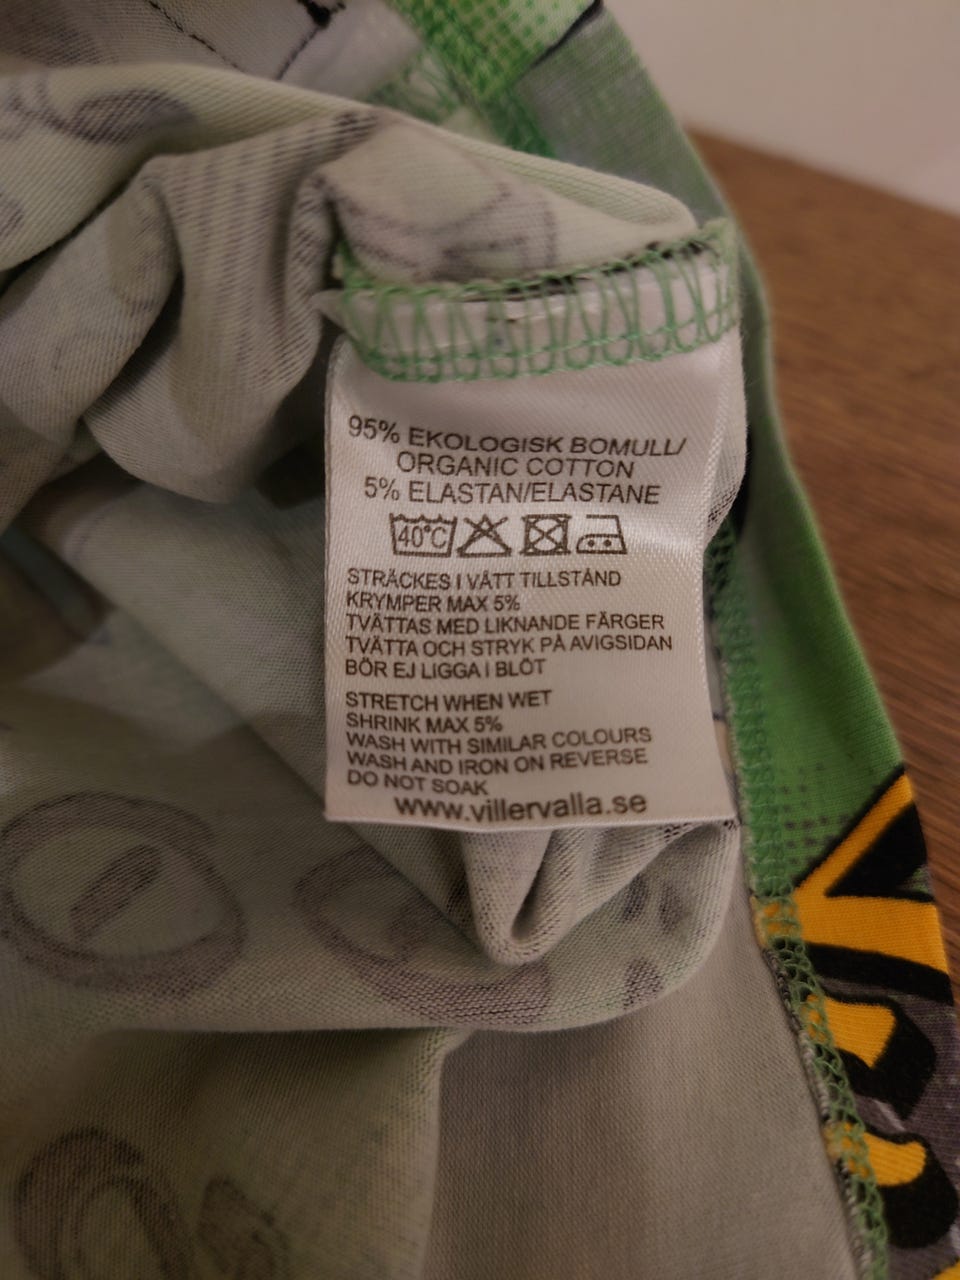 95% EKOLOGISK BOMULL/
ORGANIC COTTON
5% ELASTAN/ELASTANE
40°C
STRÄCKES I VÅTT TILLSTÅND
KRYMPER MAX 5%
TVÄTTAS MED LIKNANDE FÄRGER
TVÄTTA OCH STRYK PÅ AVIGSIDAN
BÖR EJ LIGGA I BLÖT
STRETCH WHEN WET
SHRINK MAX 5%
WASH WITH SIMILAR COLOURS
WASH AND IRON ON REVERSE
DO NOT SOAK
www.villervalla.se